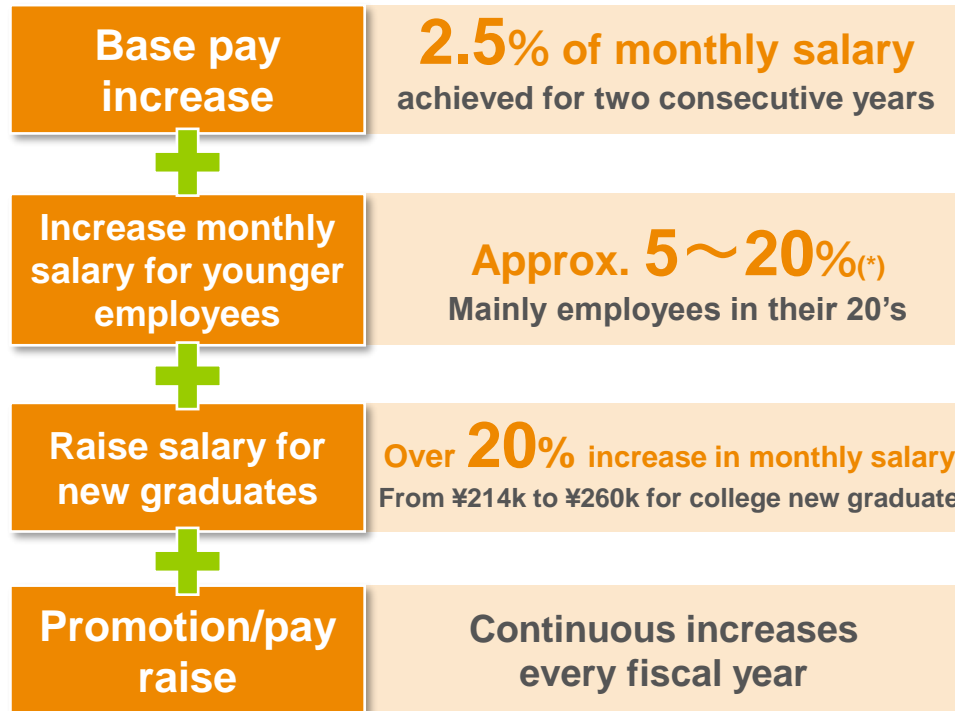 Base pay
increase
2.5% of monthly salary
achieved for two consecutive years
Increase monthly
salary for younger
employees
Approx. 5～20%(*)
Mainly employees in their 20’s
Raise salary for
new graduates
Over 20% increase in monthly salary
From ¥214k to ¥260k for college new graduate
Promotion/pay
raise
Continuous increases
every fiscal year